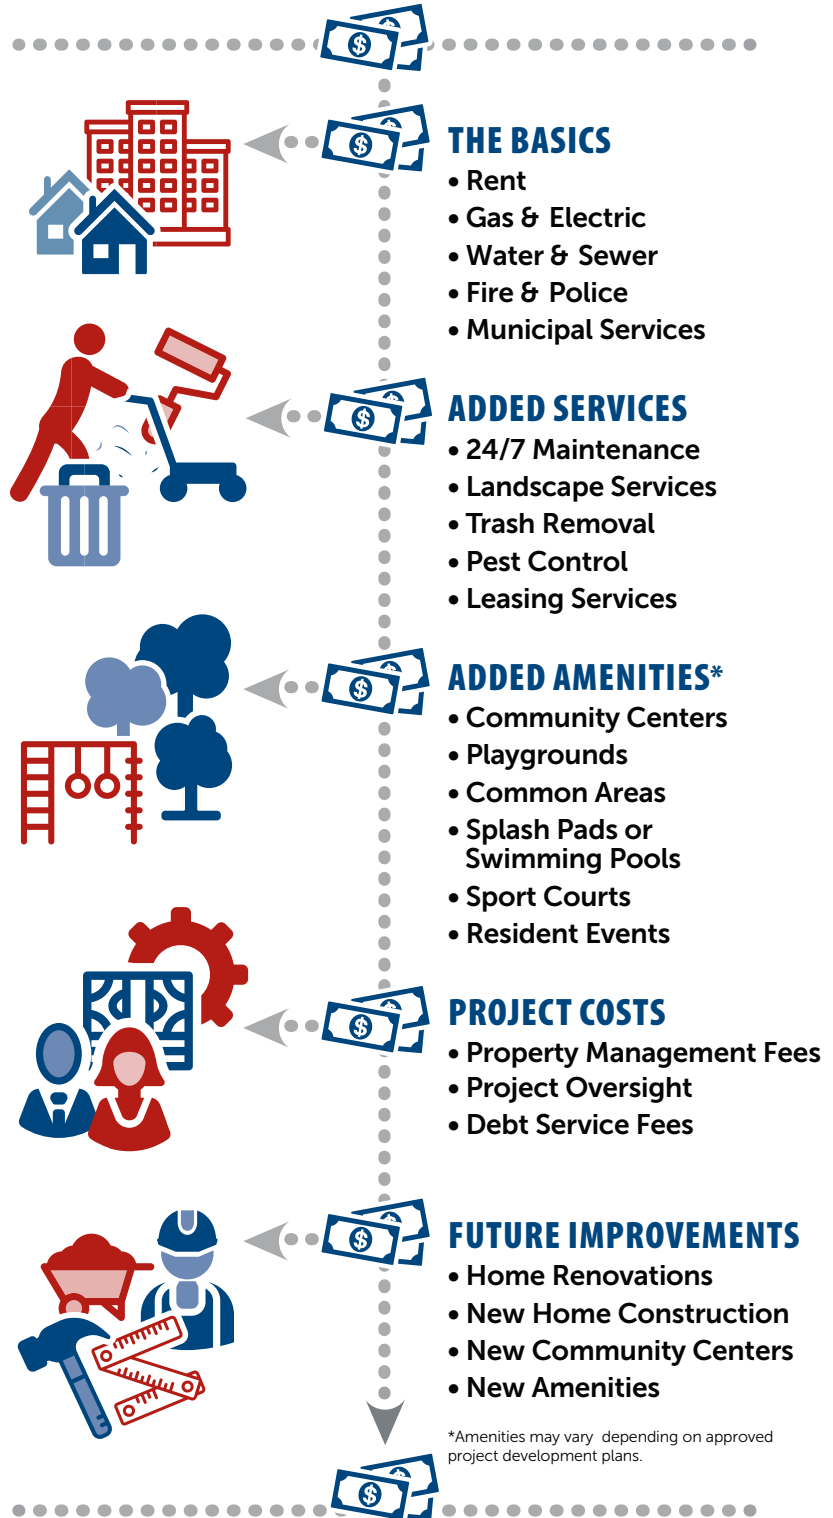 $
$
THE BASICS
• Rent
• Gas & Electric
• Water & Sewer
• Fire & Police
• Municipal Services
$
ADDED SERVICES
• 24/7 Maintenance
• Landscape Services
• Trash Removal
• Pest Control
• Leasing Services
$
ADDED AMENITIES*
• Community Centers
• Playgrounds
• Common Areas
• Splash Pads or
Swimming Pools
• Sport Courts
• Resident Events
$
PROJECT COSTS
• Property Management Fees
• Project Oversight
• Debt Service Fees
$
FUTURE IMPROVEMENTS
• Home Renovations
• New Home Construction
• New Community Centers
• New Amenities
*Amenities may vary depending on approved
project development plans.
$